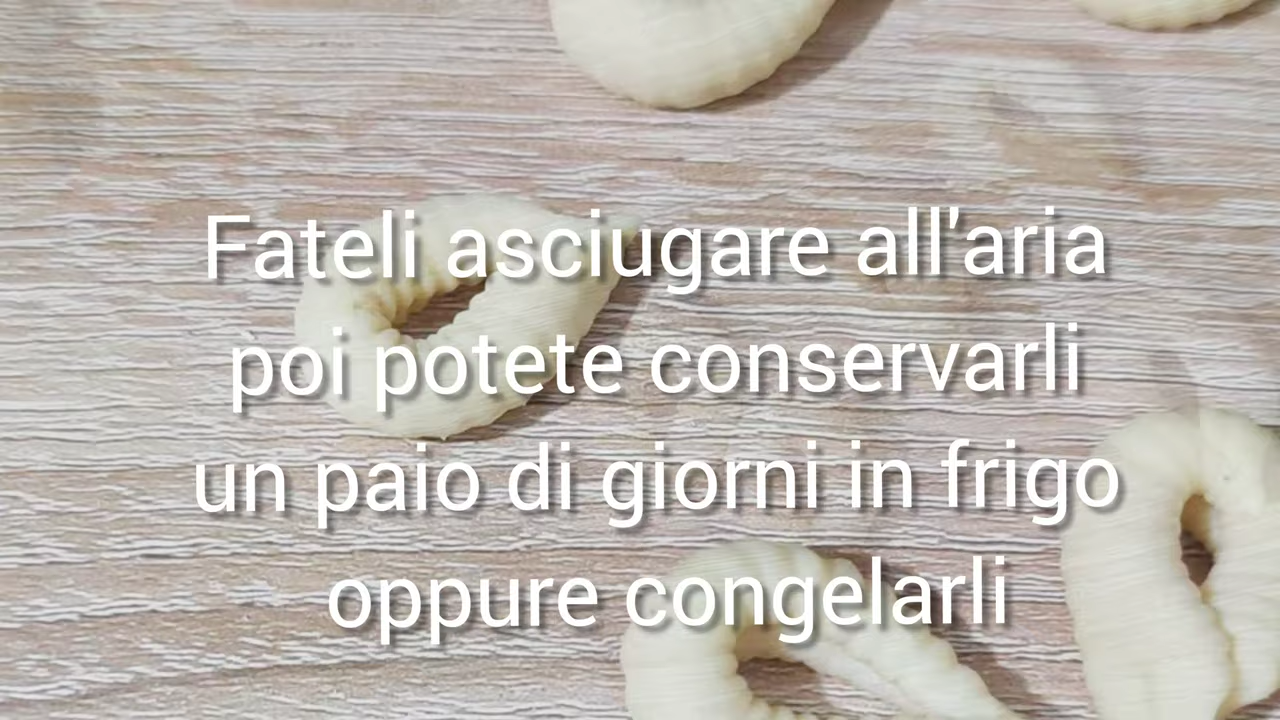 Fateli asciugare all'aria
poi potete conservarli
un paio di giorni in frigo
oppure congelarli